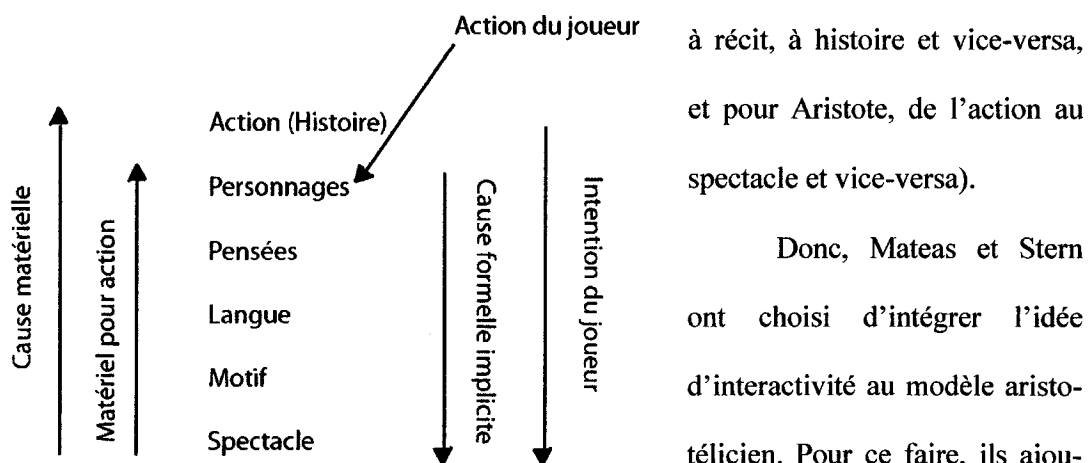 Action du joueur
Action (Histoire)
Personnages
Pensées
Langue
Motif
Spectacle
Cause matérielle
Matériel pour action
Cause formelle implicite
Intention du joueur
à récit, à histoire et vice-versa,
et pour Aristote, de l'action au
spectacle et vice-versa).
Donc, Mateas et Stern
ont choisi d'intégrer l'idée
d'interactivité au modèle aristo-
télicien. Pour ce faire, ils ajou-